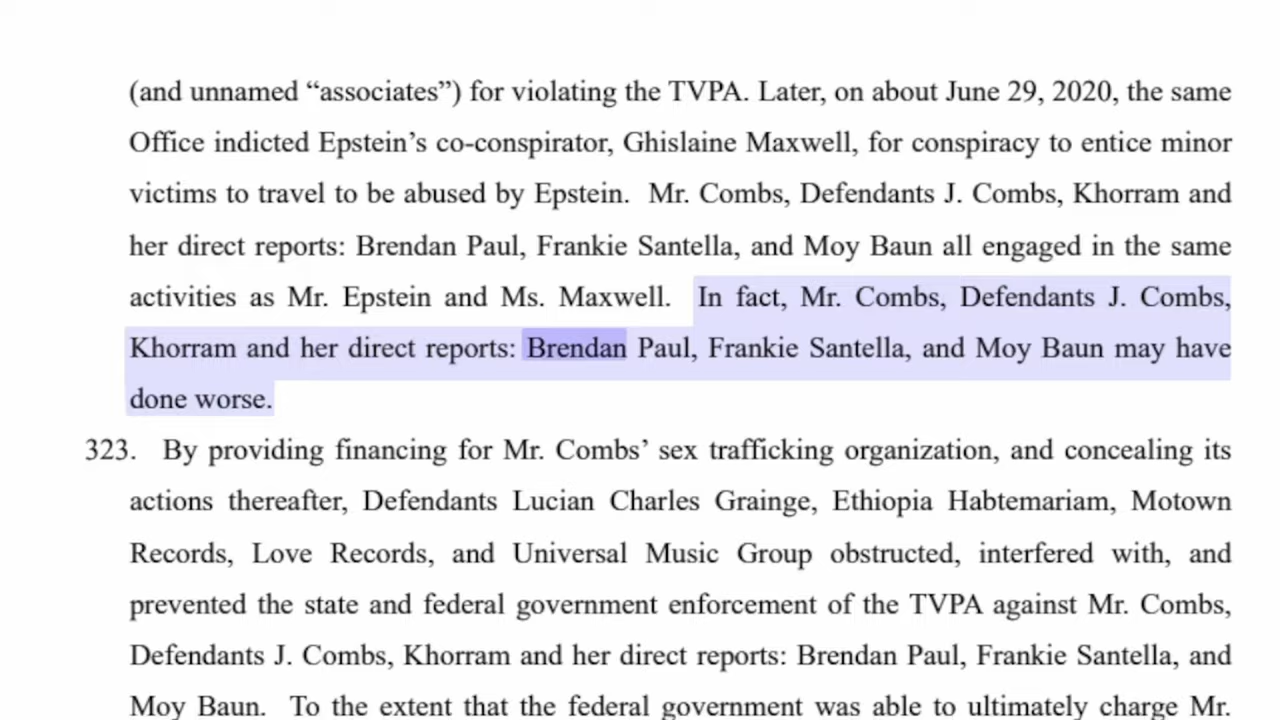 (and unnamed “associates”) for violating the TVPA. Later, on about June 29, 2020, the same
Office indicted Epstein’s co-conspirator, Ghislaine Maxwell, for conspiracy to entice minor
victims to travel to be abused by Epstein. Mr. Combs, Defendants J. Combs, Khorram and
her direct reports: Brendan Paul, Frankie Santella, and Moy Baun all engaged in the same
activities as Mr. Epstein and Ms. Maxwell. In fact, Mr. Combs, Defendants J. Combs,
Khorram and her direct reports: Brendan Paul, Frankie Santella, and Moy Baun may have
done worse.
323. By providing financing for Mr. Combs’ sex trafficking organization, and concealing its
actions thereafter, Defendants Lucian Charles Grainge, Ethiopia Habtemariam, Motown
Records, Love Records, and Universal Music Group obstructed, interfered with, and
prevented the state and federal government enforcement of the TVPA against Mr. Combs,
Defendants J. Combs, Khorram and her direct reports: Brendan Paul, Frankie Santella, and
Moy Baun. To the extent that the federal government was able to ultimately charge Mr.